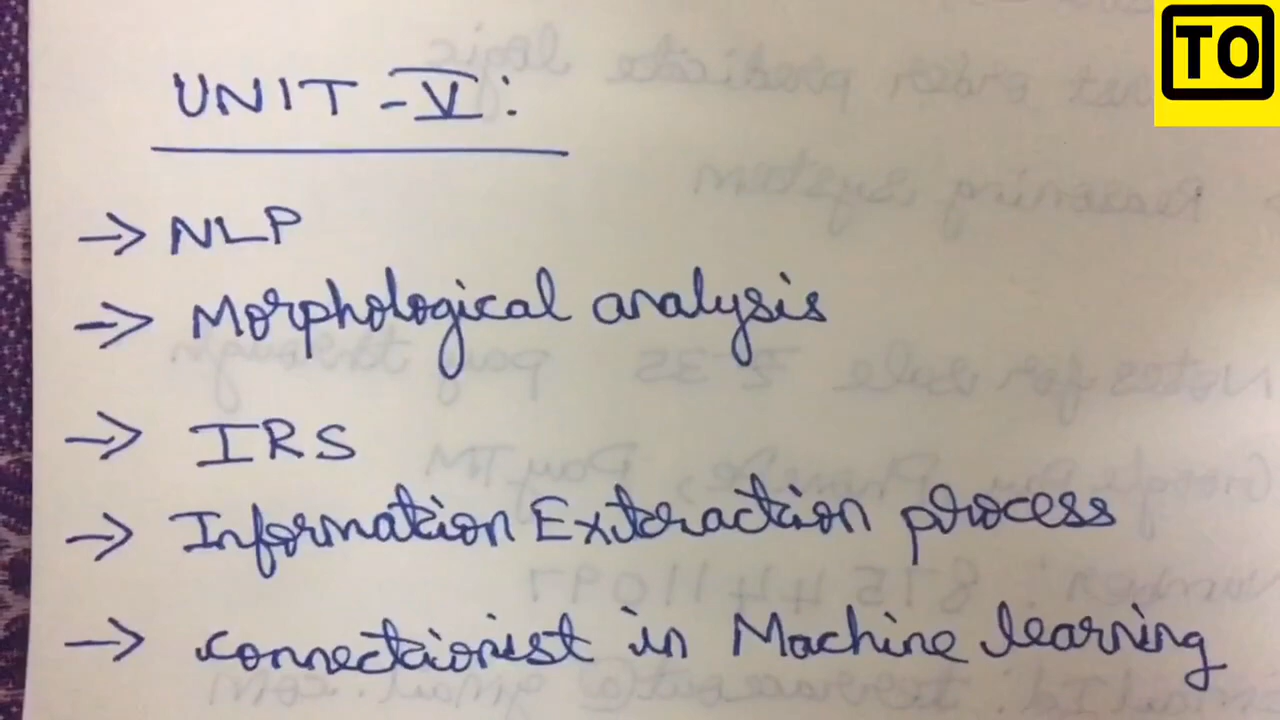 TO
UNIT-V:
→ NLP
→ Morphological analysis
→ IRS
→ Information Extraction process
→ connectionist in Machine learning